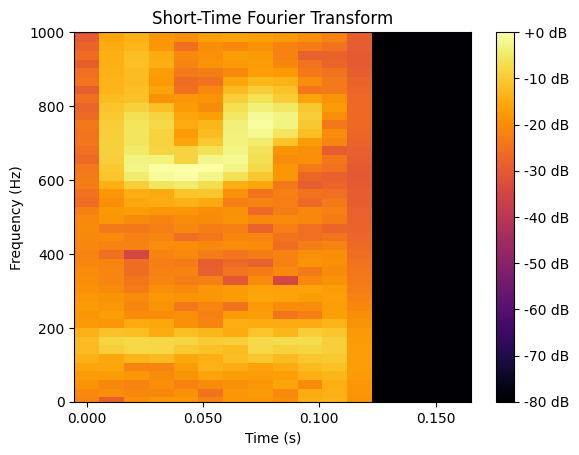 Short-Time Fourier Transform
1000
800
600
400
200
0
Frequency (Hz)
0.000
0.050
0.100
0.150
Time (s)
+0 dB
-10 dB
-20 dB
-30 dB
-40 dB
-50 dB
-60 dB
-70 dB
-80 dB